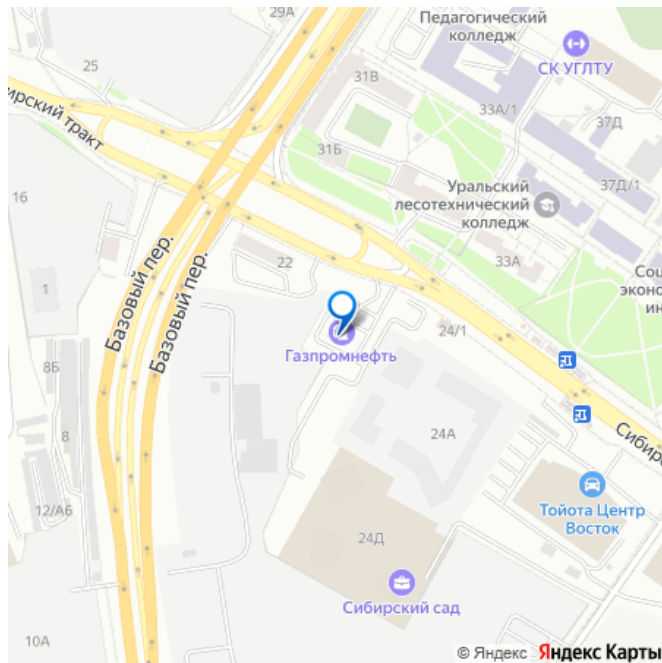 29А
Педагогический
колледж
СК УГЛТУ
25
31В
33А/1
37Д
ирский тракт
31Б
16
37Д/1
Уральский
лесотехнический
колледж
22
33А
Соц
эконо
ин
1
Базовый пер.
Базовый пер.
24/1
Газпромнефть
8Б
8
24А
Сибирс
12/А6
Тойота Центр
Восток
24Д
Сибирский сад
10А
© Яндекс Яндекс Карты